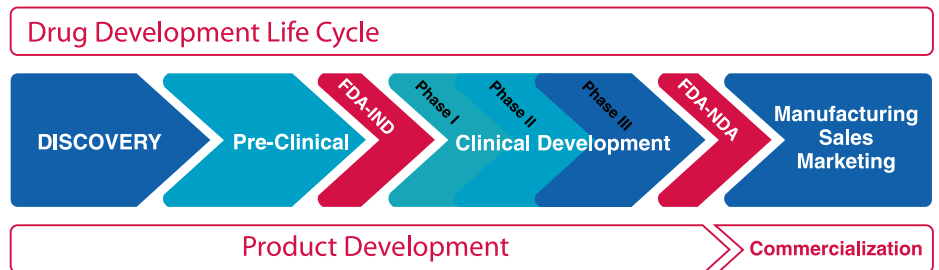 Drug Development Life Cycle
DISCOVERY
Pre-Clinical
FDA-IND
Phase I
Phase II
Phase III
Clinical Development
FDA-NDA
Manufacturing
Sales
Marketing
Product Development
Commercialization